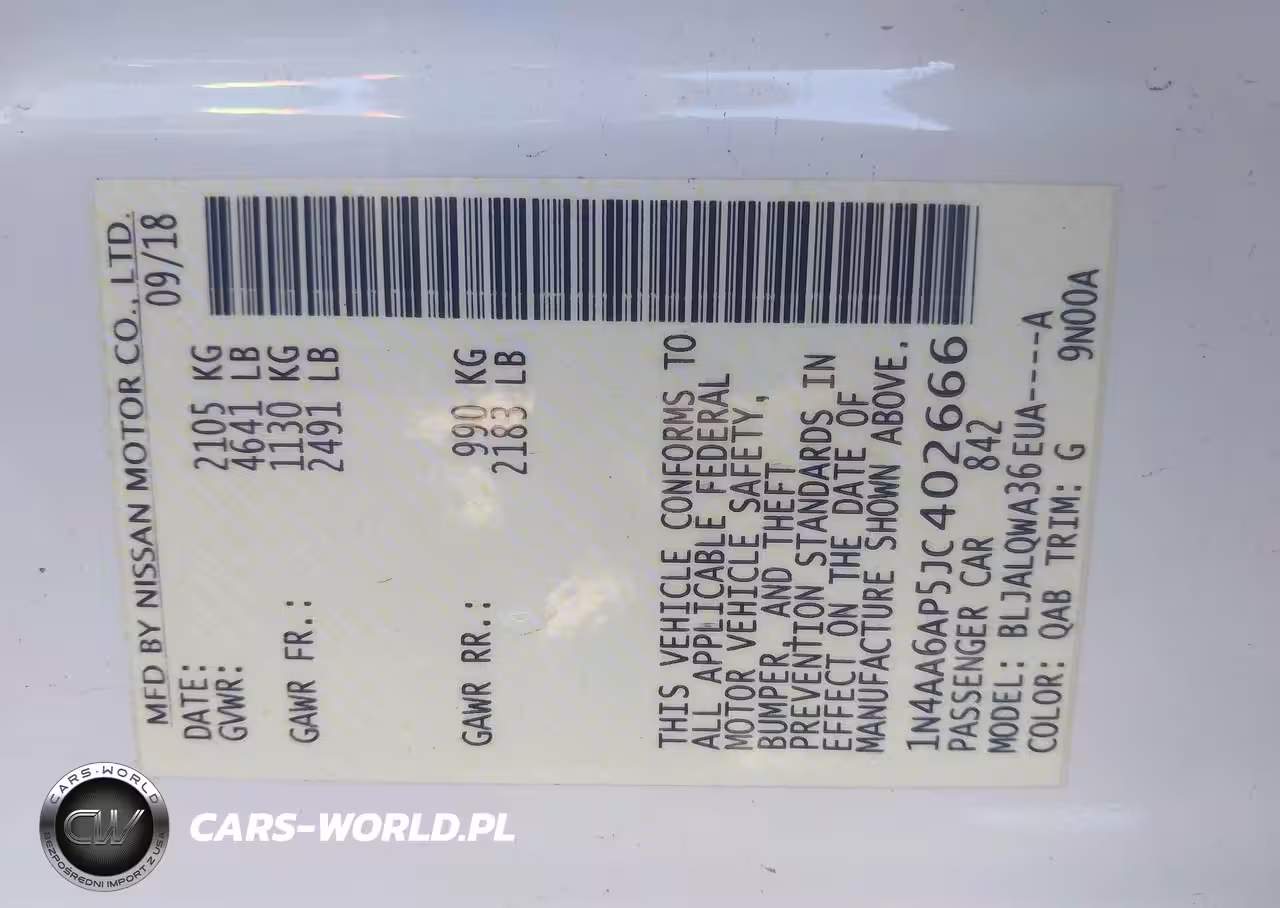 MFD BY NISSAN MOTOR CO., LTD.
DATE: 09/18
GVWR: 2105 KG
4641 LB
GAWR FR.: 1130 KG
2491 LB
GAWR RR.: 990 KG
2183 LB
THIS VEHICLE CONFORMS TO
ALL APPLICABLE FEDERAL
MOTOR VEHICLE SAFETY,
BUMPER, AND THEFT
PREVENTION STANDARDS IN
EFFECT ON THE DATE OF
MANUFACTURE SHOWN ABOVE.
1N4AA6AP5JC402666
PASSENGER CAR 842
MODEL: BLJALQWA36EUA-----A
COLOR: QAB TRIM: G 9N00A
CARS-WORLD
CW
BEZPOŚREDNI IMPORT Z USA
CARS-WORLD.PL